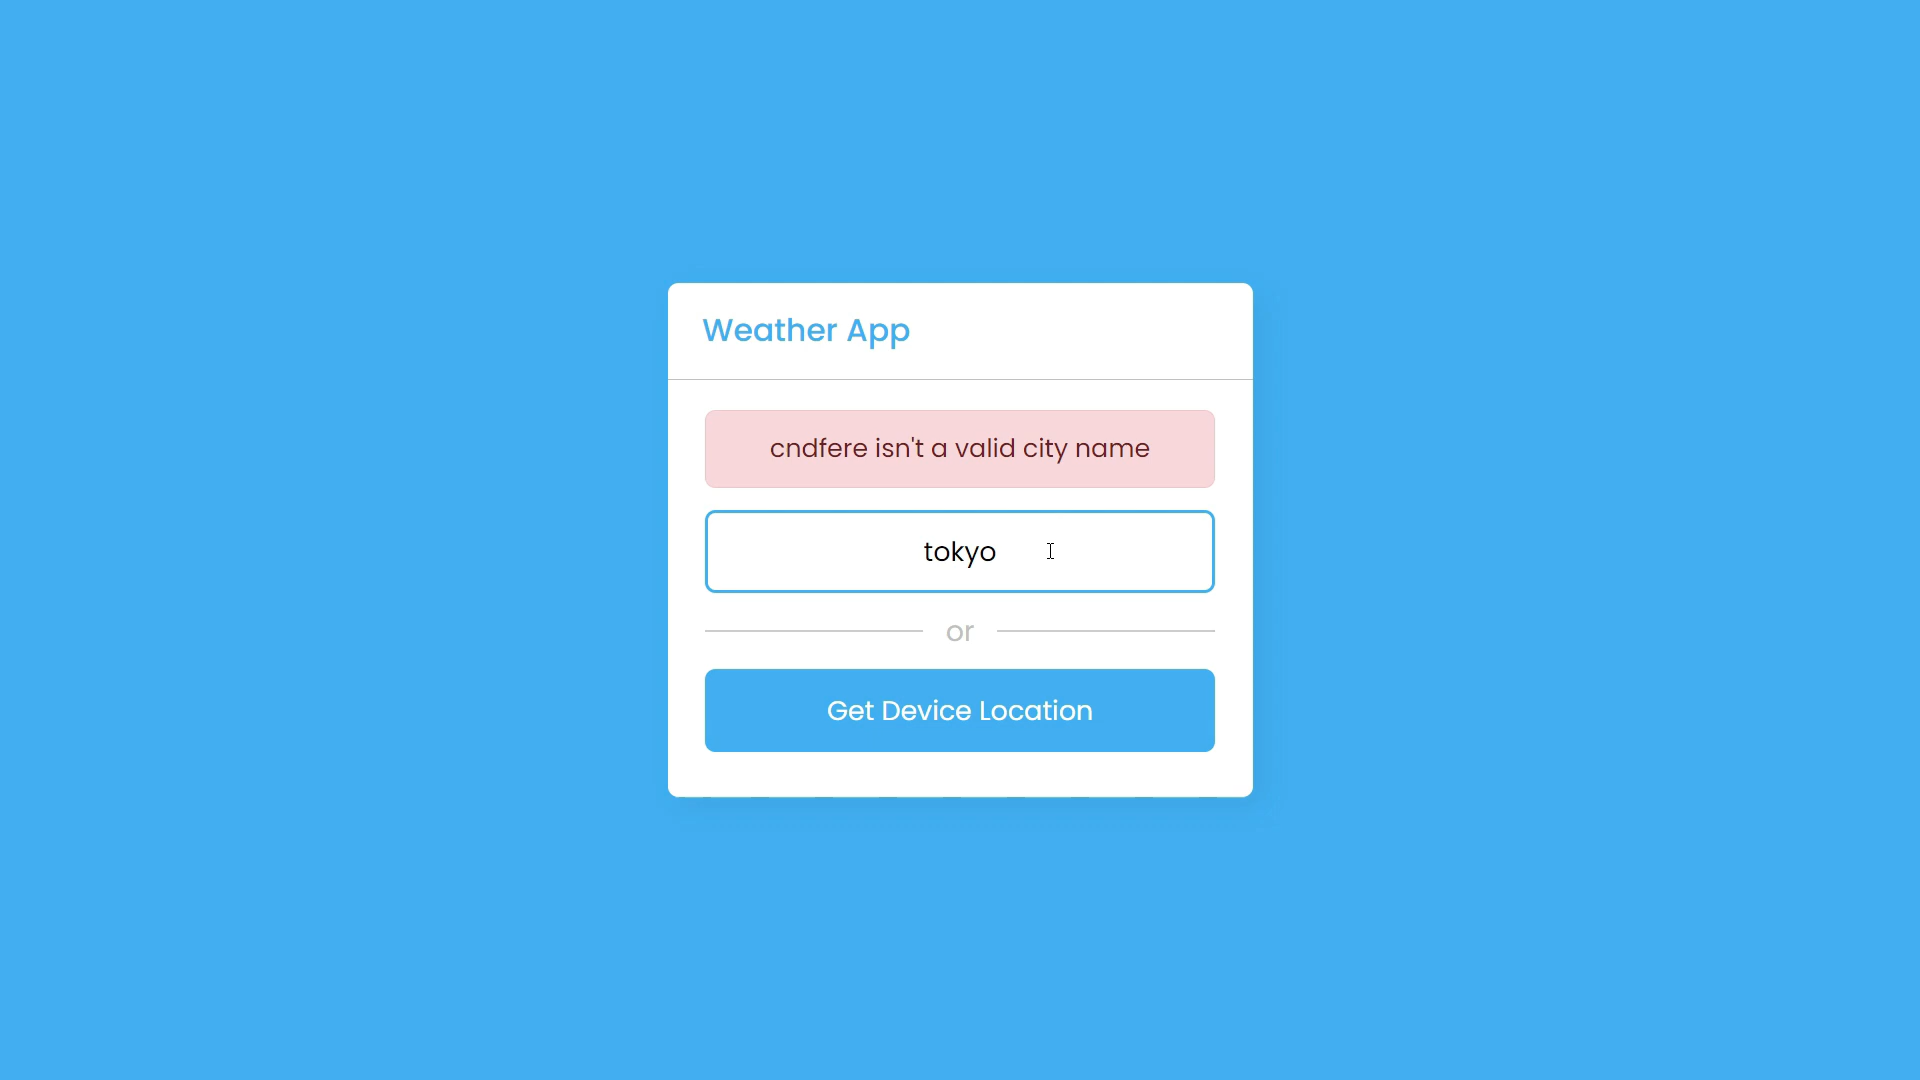 Weather App
cndfere isn't a valid city name
tokyo
or
Get Device Location